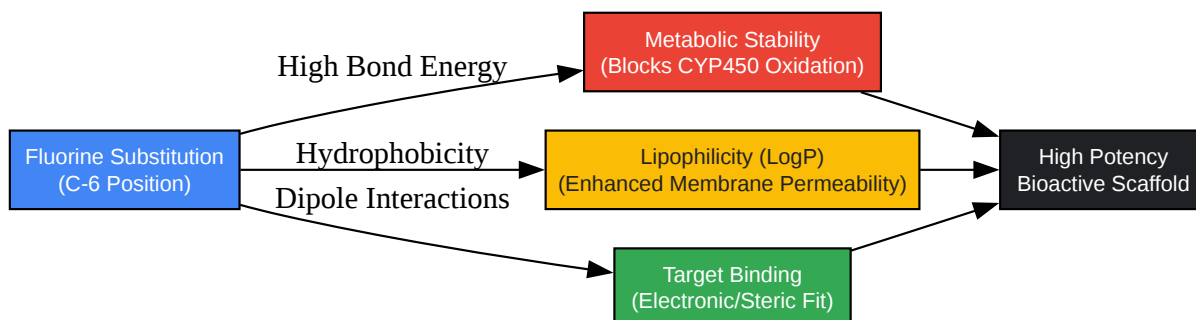 Metabolic Stability
(Blocks CYP450 Oxidation)
High Bond Energy
Fluorine Substitution
(C-6 Position)
Hydrophobicity
Lipophilicity (LogP)
(Enhanced Membrane Permeability)
High Potency
Bioactive Scaffold
Dipole Interactions
Target Binding
(Electronic/Steric Fit)